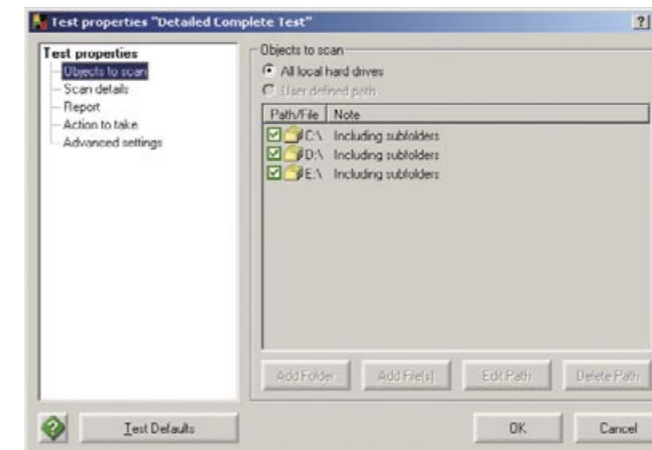 Test properties "Detailed Complete Test"
Test properties
Objects to scan
Scan details
Report
Action to take
Advanced settings
Objects to scan
All local hard drives
User defined path
Path/File Note
C:\ Including subfolders
D:\ Including subfolders
E:\ Including subfolders
Add Folder Add File(s) Edit Path Delete Path
Test Defaults OK Cancel